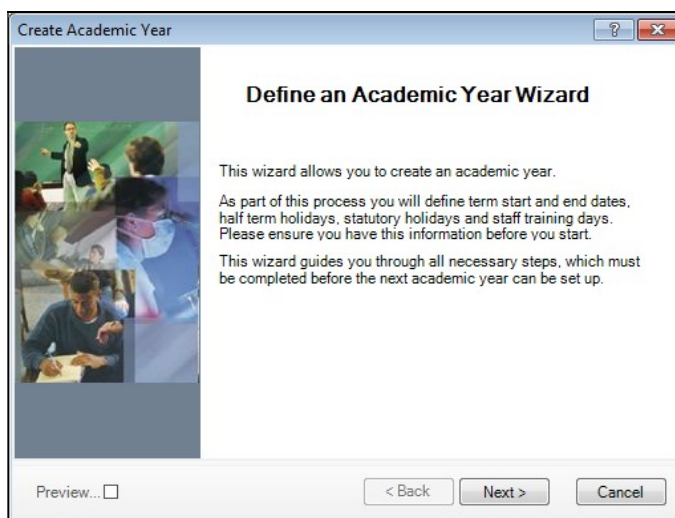 Create Academic Year
Define an Academic Year Wizard
This wizard allows you to create an academic year.
As part of this process you will define term start and end dates,
half term holidays, statutory holidays and staff training days.
Please ensure you have this information before you start.
This wizard guides you through all necessary steps, which must
be completed before the next academic year can be set up.
Preview...
< Back Next > Cancel